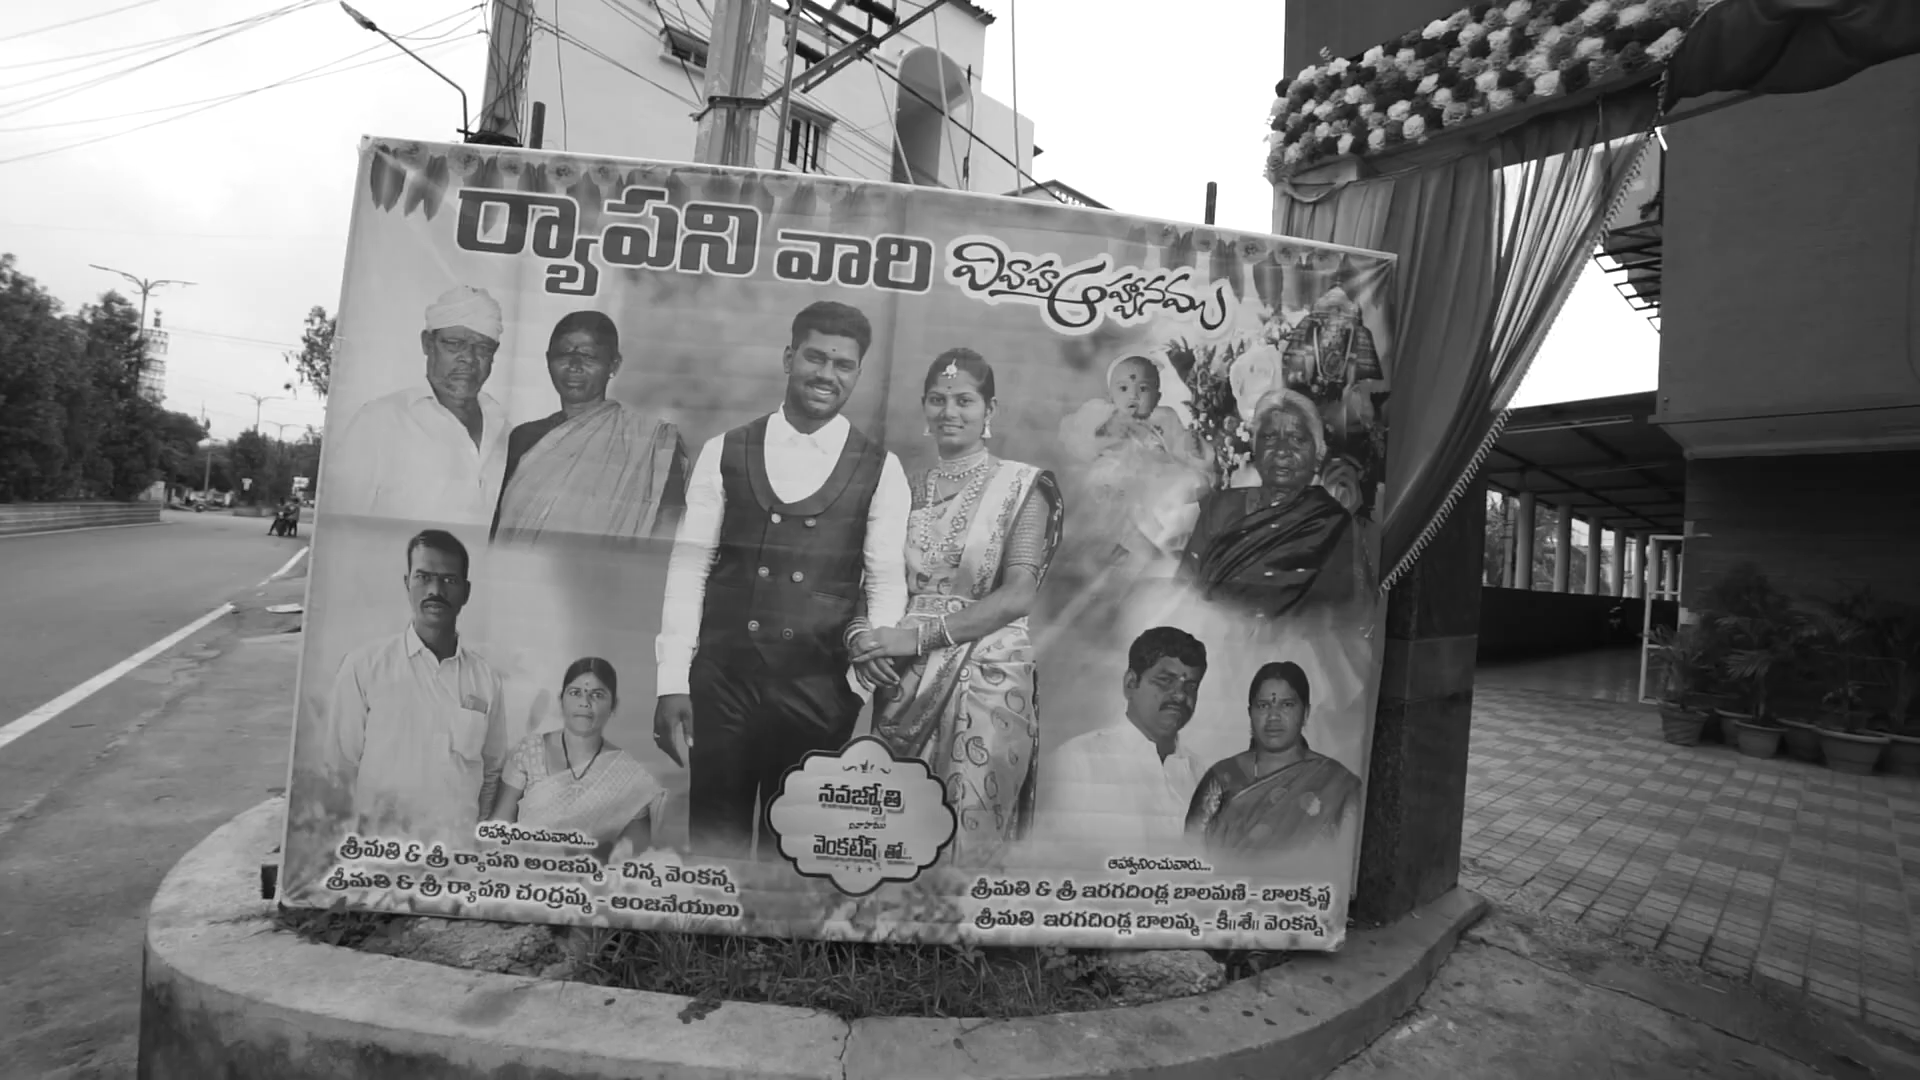 ర్యాపని వారి వివాహ ఆహ్వానము
నవజ్యోతి
వివాహము
వెంకటేష్ తో...
ఆహ్వానించువారు...
శ్రీమతి & శ్రీ ర్యాపని అంజమ్మ - చిన్న వెంకన్న
శ్రీమతి & శ్రీ ర్యాపని చంద్రమ్మ - ఆంజనేయులు
ఆహ్వానించువారు...
శ్రీమతి & శ్రీ ఇరగదిండ్ల బాలమణి - బాలకృష్ణ
శ్రీమతి ఇరగదిండ్ల బాలమ్మ - కీ॥శే॥ వెంకన్న